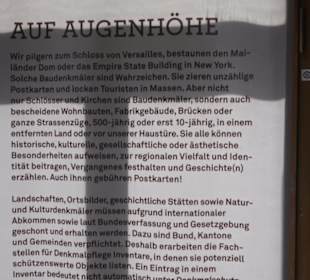 AUF AUGENHÖHE
Wir pilgern zum Schloss von Versailles, bestaunen den Mai-
länder Dom oder das Empire State Building in New York.
Solche Baudenkmäler sind Wahrzeichen. Sie zieren unzählige
Postkarten und locken Touristen in Massen. Aber nicht
nur Schlösser und Kirchen sind Baudenkmäler, sondern auch
bescheidene Wohnbauten, Fabrikgebäude, Brücken oder
ganze Strassenzüge, 500-jährig oder erst 10-jährig, in einem
entfernten Land oder vor unserer Haustüre. Sie alle können
historische, kulturelle, gesellschaftliche oder ästhetische
Besonderheiten aufweisen, zur regionalen Vielfalt und Iden-
tität beitragen, Vergangenes festhalten und Geschichte(n)
erzählen. Auch ihnen gebühren Postkarten!
Landschaften, Ortsbilder, geschichtliche Stätten sowie Natur-
und Kulturdenkmäler müssen aufgrund internationaler
Abkommen sowie laut Bundesverfassung und Gesetzgebung
geschont und erhalten werden. Dazu sind Bund, Kantone
und Gemeinden verpflichtet. Deshalb erarbeiten die Fach-
stellen für Denkmalpflege Inventare, in denen sie potenziell
schützenswerte Objekte listen. Ein Eintrag in einem
Inventar bedeutet nicht automatisch